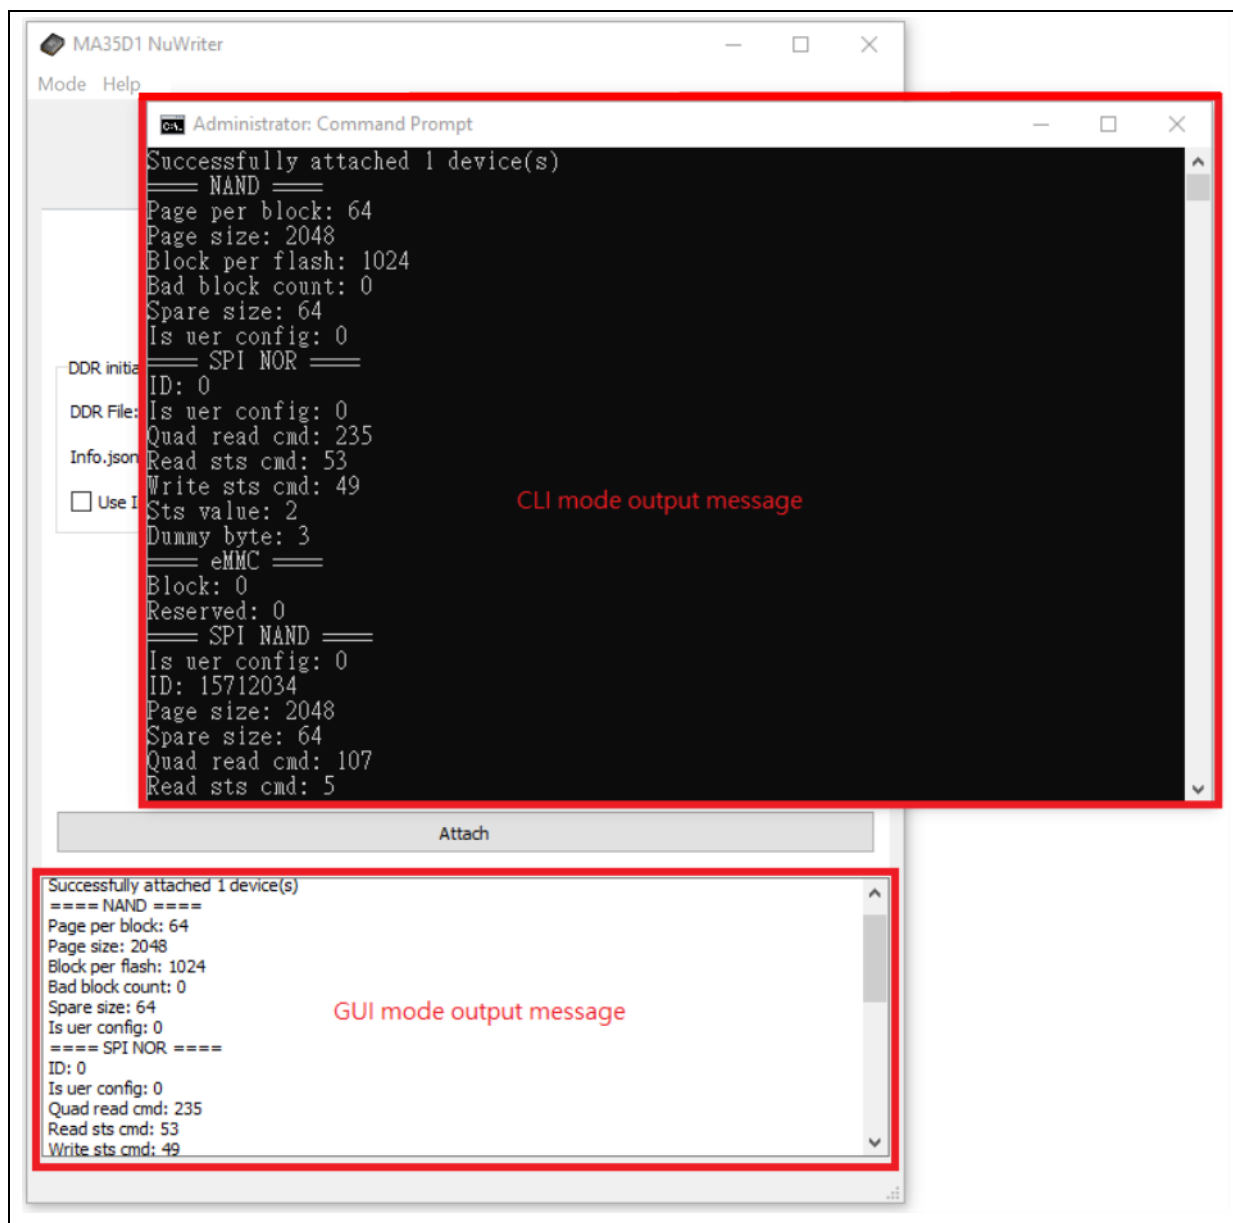 MA35D1 NuWriter
Mode Help
Administrator: Command Prompt
Successfully attached 1 device(s)
==== NAND ====
Page per block: 64
Page size: 2048
Block per flash: 1024
Bad block count: 0
Spare size: 64
Is uer config: 0
==== SPI NOR ====
ID: 0
Is uer config: 0
Quad read cmd: 235
Read sts cmd: 53
Write sts cmd: 49
Sts value: 2
Dummy byte: 3
==== eMMC ====
Block: 0
Reserved: 0
==== SPI NAND ====
Is uer config: 0
ID: 15712034
Page size: 2048
Spare size: 64
Quad read cmd: 107
Read sts cmd: 5
CLI mode output message
DDR initia
DDR File:
Info.json
Use I
Attach
Successfully attached 1 device(s)
==== NAND ====
Page per block: 64
Page size: 2048
Block per flash: 1024
Bad block count: 0
Spare size: 64
Is uer config: 0
==== SPI NOR ====
ID: 0
Is uer config: 0
Quad read cmd: 235
Read sts cmd: 53
Write sts cmd: 49
GUI mode output message